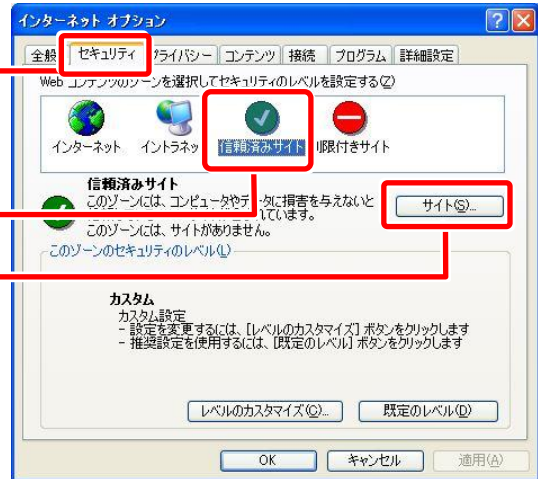 インターネット オプション
全般 セキュリティ プライバシー コンテンツ 接続 プログラム 詳細設定
Web コンテンツのゾーンを選択してセキュリティのレベルを設定する(Z)
インターネット イントラネッ 信頼済みサイト 限付きサイト
信頼済みサイト
このゾーンには、コンピュータやデータに損害を与えないと
ています。
このゾーンには、サイトがありません。
サイト(S)...
このゾーンのセキュリティのレベル(L)
カスタム
カスタム設定
- 設定を変更するには、[レベルのカスタマイズ] ボタンをクリックします
- 推奨設定を使用するには、[既定のレベル] ボタンをクリックします
レベルのカスタマイズ(C)... 既定のレベル(D)
OK キャンセル 適用(A)